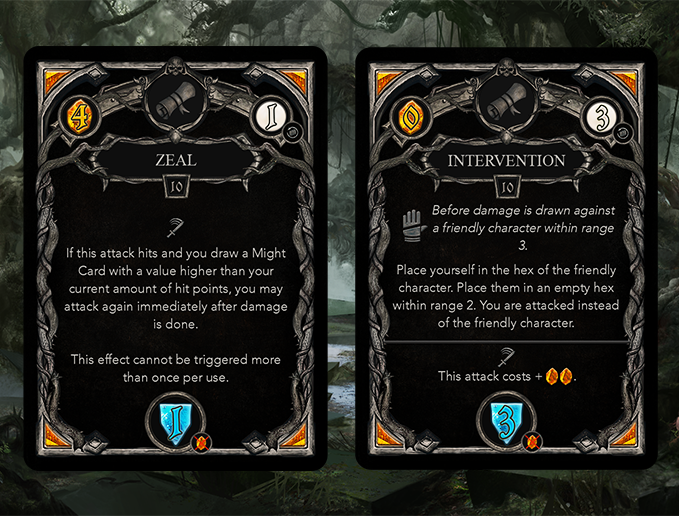 4
1
ZEAL
10
If this attack hits and you draw a Might
Card with a value higher than your
current amount of hit points, you may
attack again immediately after damage
is done.
This effect cannot be triggered more
than once per use.
1
0
3
INTERVENTION
10
Before damage is drawn against
a friendly character within range
3.
Place yourself in the hex of the friendly
character. Place them in an empty hex
within range 2. You are attacked instead
of the friendly character.
This attack costs + .
3